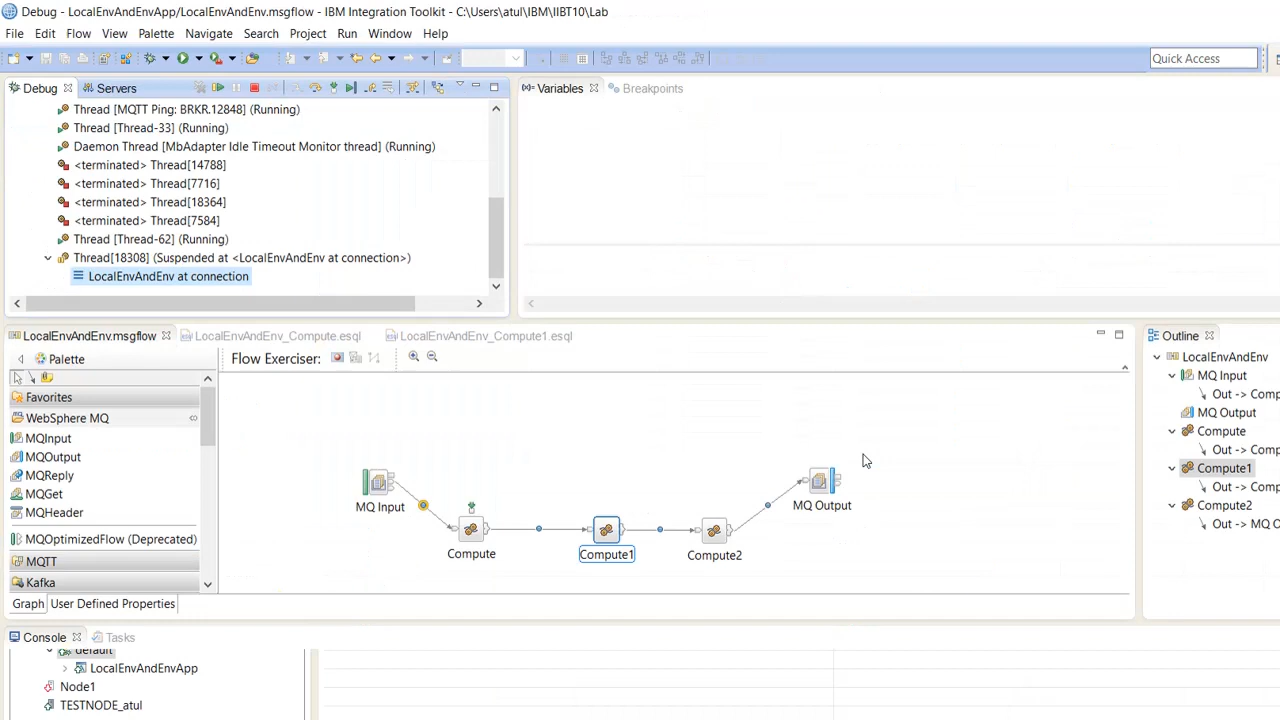 Debug - LocalEnvAndEnvApp/LocalEnvAndEnv.msgflow - IBM Integration Toolkit - C:\Users\atul\IBM\IIBT10\Lab
File Edit Flow View Palette Navigate Search Project Run Window Help
Quick Access
Debug Servers
Thread [MQTT Ping: BRKR.12848] (Running)
Thread [Thread-33] (Running)
Daemon Thread [MbAdapter Idle Timeout Monitor thread] (Running)
<terminated> Thread[14788]
<terminated> Thread[7716]
<terminated> Thread[18364]
<terminated> Thread[7584]
Thread [Thread-62] (Running)
Thread[18308] (Suspended at <LocalEnvAndEnv at connection>)
LocalEnvAndEnv at connection
(x)= Variables Breakpoints
LocalEnvAndEnv.msgflow LocalEnvAndEnv_Compute.esql LocalEnvAndEnv_Compute1.esql
Palette
Favorites
WebSphere MQ
MQInput
MQOutput
MQReply
MQGet
MQHeader
MQOptimizedFlow (Deprecated)
MQTT
Kafka
Flow Exerciser:
MQ Input
Compute
Compute1
Compute2
MQ Output
Graph User Defined Properties
Outline
LocalEnvAndEnv
MQ Input
Out -> Comp
MQ Output
Compute
Out -> Comp
Compute1
Out -> Comp
Compute2
Out -> MQ O
Console Tasks
default
LocalEnvAndEnvApp
Node1
TESTNODE_atul